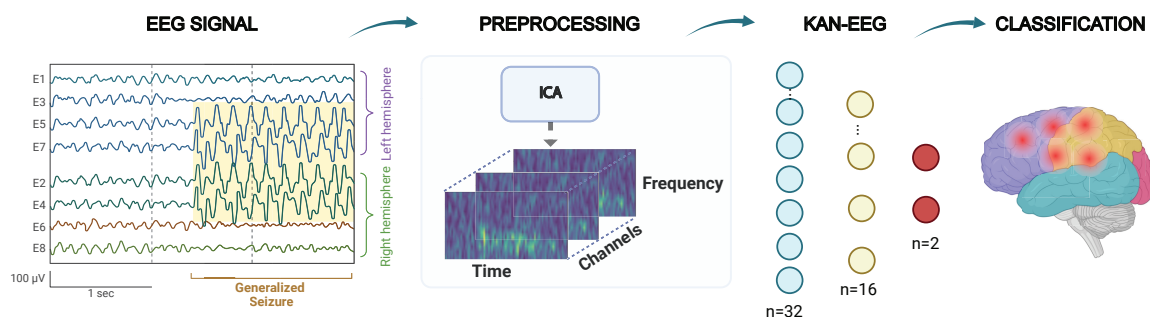 EEG SIGNAL
PREPROCESSING
KAN-EEG
CLASSIFICATION
E1
E3
E5
E7
E2
E4
E6
E8
Left hemisphere
Right hemisphere
100 μV
1 sec
Generalized
Seizure
ICA
Frequency
Channels
Time
n=32
n=16
n=2